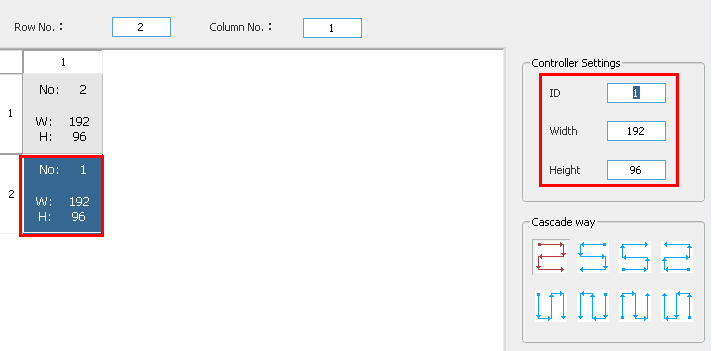 Row No.： 2 Column No.： 1
1
1
No: 2
W: 192
H: 96
2
No: 1
W: 192
H: 96
Controller Settings
ID 1
Width 192
Height 96
Cascade way